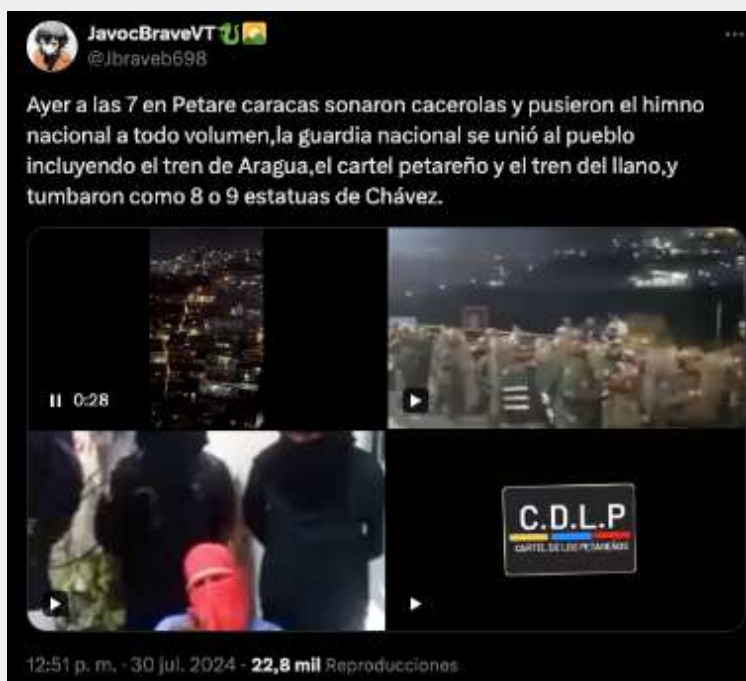 JavocBraveVT
@Jbraveb698
Ayer a las 7 en Petare caracas sonaron cacerolas y pusieron el himno
nacional a todo volumen,la guardia nacional se unió al pueblo
incluyendo el tren de Aragua,el cartel petareño y el tren del llano,y
tumbaron como 8 o 9 estatuas de Chávez.
0:28
C.D.L.P
CARTEL DE LOS PETAREÑOS
12:51 p. m. · 30 jul. 2024 · 22,8 mil Reproducciones